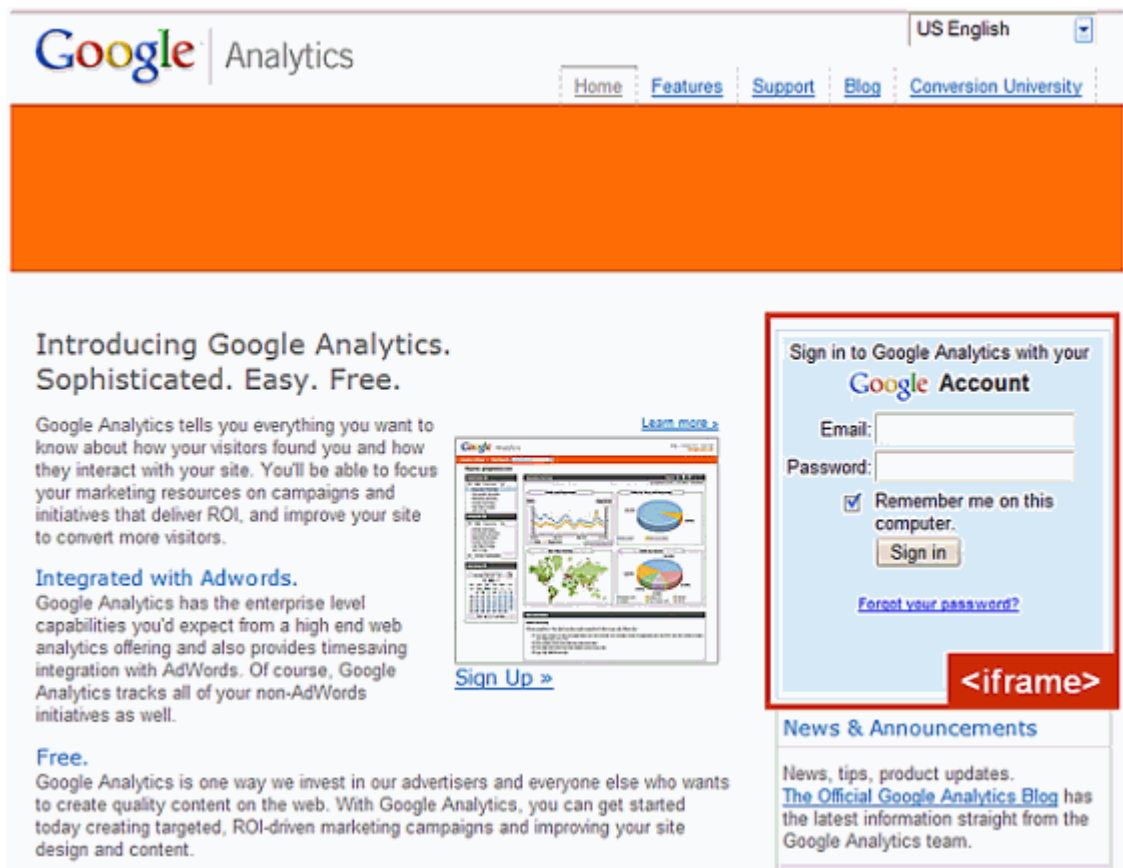 Google Analytics
US English
Home Features Support Blog Conversion University
Introducing Google Analytics.
Sophisticated. Easy. Free.
Google Analytics tells you everything you want to
know about how your visitors found you and how
they interact with your site. You'll be able to focus
your marketing resources on campaigns and
initiatives that deliver ROI, and improve your site
to convert more visitors.
Integrated with Adwords.
Google Analytics has the enterprise level
capabilities you'd expect from a high end web
analytics offering and also provides timesaving
integration with AdWords. Of course, Google
Analytics tracks all of your non-AdWords
initiatives as well.
Learn more »
Google Analytics
Sign Up »
Free.
Google Analytics is one way we invest in our advertisers and everyone else who wants
to create quality content on the web. With Google Analytics, you can get started
today creating targeted, ROI-driven marketing campaigns and improving your site
design and content.
Sign in to Google Analytics with your
Google Account
Email:
Password:
Remember me on this
computer.
Sign in
Forgot your password?
<iframe>
News & Announcements
News, tips, product updates.
The Official Google Analytics Blog has
the latest information straight from the
Google Analytics team.